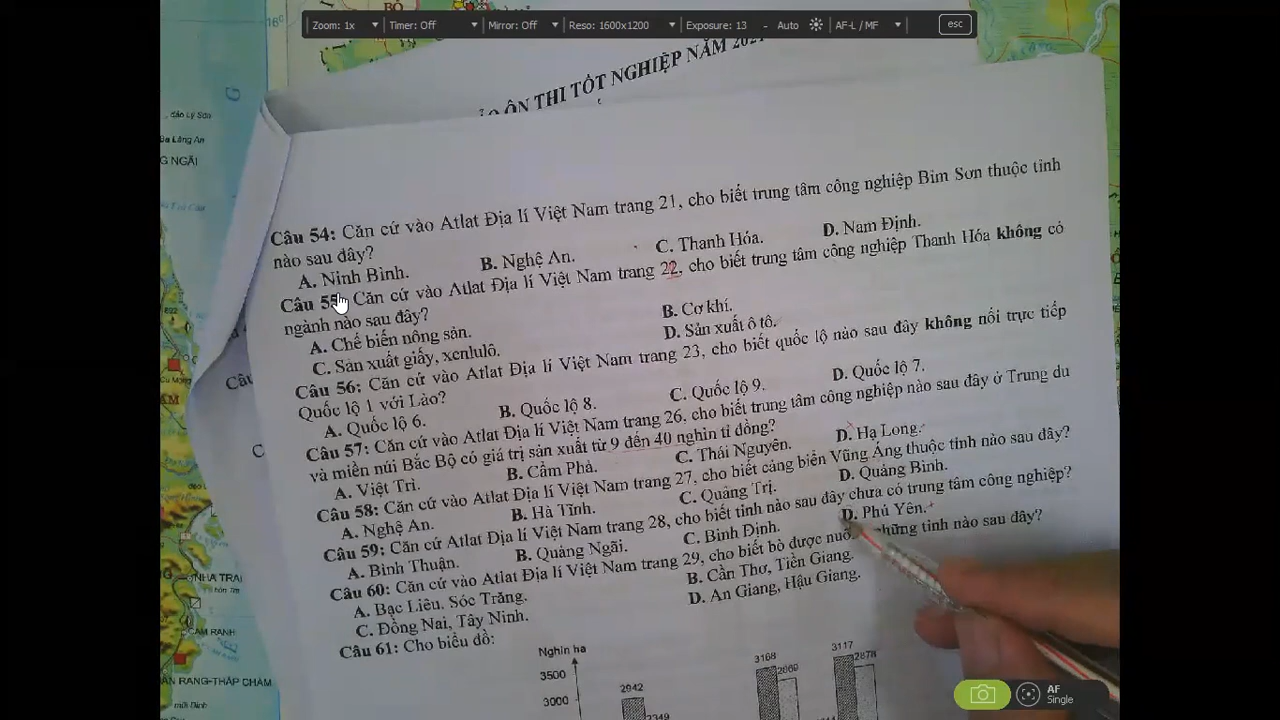 Zoom: 1x Timer: Off Mirror: Off Reso: 1600x1200 Exposure: 13 - Auto AF-L / MF esc
BỘ
16°
G
đảo Lý Sơn
Ba Làng An
G NGÃI
ÔN THI TỐT NGHIỆP NĂM
Câu 54: Căn cứ vào Atlat Địa lí Việt Nam trang 21, cho biết trung tâm công nghiệp Bỉm Sơn thuộc tỉnh
nào sau đây?
A. Ninh Bình. B. Nghệ An. C. Thanh Hóa. D. Nam Định.
Câu 55: Căn cứ vào Atlat Địa lí Việt Nam trang 22, cho biết trung tâm công nghiệp Thanh Hóa không có
ngành nào sau đây?
A. Chế biến nông sản. B. Cơ khí.
C. Sản xuất giấy, xenlulô. D. Sản xuất ô tô.
Câu 56: Căn cứ vào Atlat Địa lí Việt Nam trang 23, cho biết quốc lộ nào sau đây không nối trực tiếp
Quốc lộ 1 với Lào?
A. Quốc lộ 6. B. Quốc lộ 8. C. Quốc lộ 9. D. Quốc lộ 7.
Câu 57: Căn cứ vào Atlat Địa lí Việt Nam trang 26, cho biết trung tâm công nghiệp nào sau đây ở Trung du
và miền núi Bắc Bộ có giá trị sản xuất từ 9 đến 40 nghìn tỉ đồng?
A. Việt Trì. B. Cẩm Phả. C. Thái Nguyên. D. Hạ Long.
Câu 58: Căn cứ vào Atlat Địa lí Việt Nam trang 27, cho biết cảng biển Vũng Áng thuộc tỉnh nào sau đây?
A. Nghệ An. B. Hà Tĩnh. C. Quảng Trị. D. Quảng Bình.
Câu 59: Căn cứ Atlat Địa lí Việt Nam trang 28, cho biết tỉnh nào sau đây chưa có trung tâm công nghiệp?
A. Bình Thuận. B. Quảng Ngãi. C. Bình Định. D. Phú Yên.
Câu 60: Căn cứ vào Atlat Địa lí Việt Nam trang 29, cho biết bò được nuôi những tỉnh nào sau đây?
A. Bạc Liêu, Sóc Trăng. B. Cần Thơ, Tiền Giang.
C. Đồng Nai, Tây Ninh. D. An Giang, Hậu Giang.
Câu 61: Cho biểu đồ:
Nghìn ha
3500
3000
2942
2349
3168
2869
3117
2878
Câu
C
NHA TRANG
CAM RANH
AN RANG-THÁP CHÀM
mũi Dinh
AF
Single